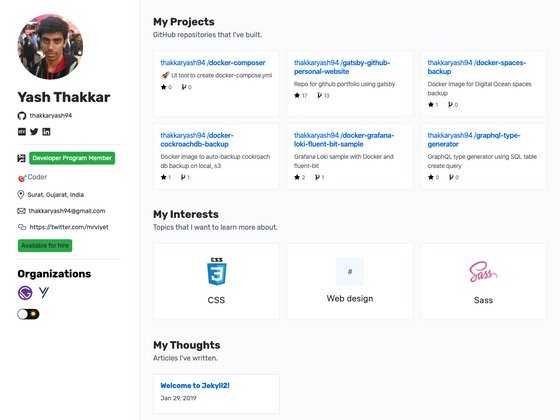 Yash Thakkar
thakkaryash94
DEV
Developer Program Member
Coder
Surat, Gujarat, India
thakkaryash94@gmail.com
https://twitter.com/mrviyet
Available for hire
Organizations
My Projects
GitHub repositories that I've built.
thakkaryash94 /docker-composer
🚀 UI tool to create docker-compose.yml
0 0
thakkaryash94 /gatsby-github-
personal-website
Repo for github portfolio using gatsby
17 13
thakkaryash94 /docker-spaces-
backup
Docker image for Digital Ocean spaces
backup
1 0
thakkaryash94 /docker-
cockroachdb-backup
Docker image to auto-backup cockroach
db backup on local, s3
1 1
thakkaryash94 /docker-grafana-
loki-fluent-bit-sample
Grafana Loki sample with Docker and
fluent-bit
2 1
thakkaryash94 /graphql-type-
generator
GraphQL type generator using SQL table
create query
0 0
My Interests
Topics that I want to learn more about.
CSS
3
CSS
#
Web design
Sass
Sass
My Thoughts
Articles I've written.
Welcome to Jekyll2!
Jan 29, 2019